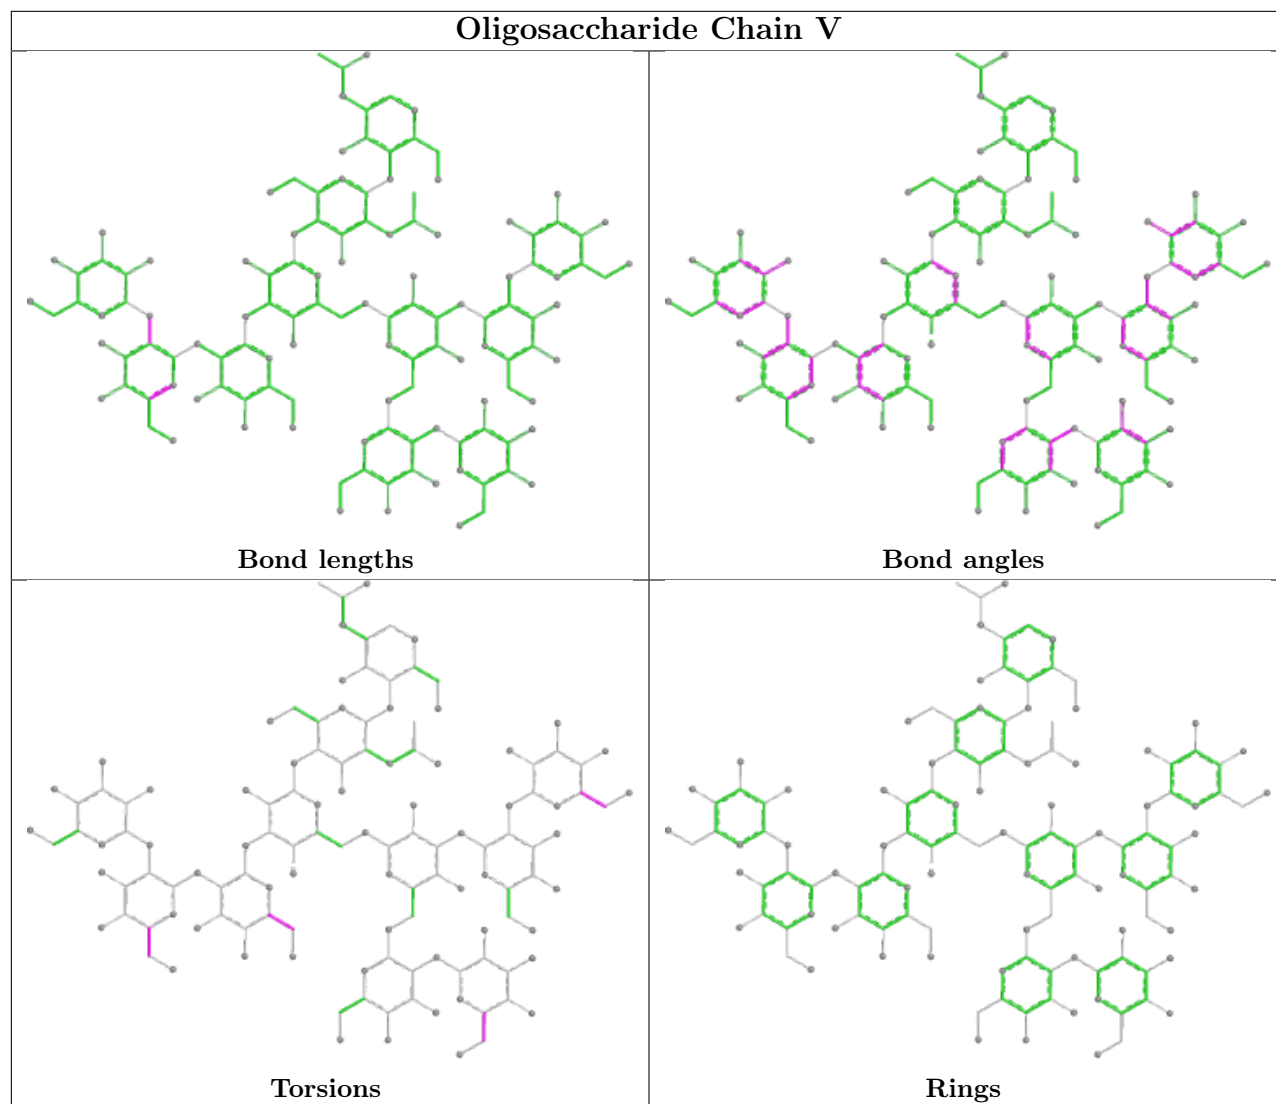 Oligosaccharide Chain V
Bond lengths
Bond angles
Torsions
Rings